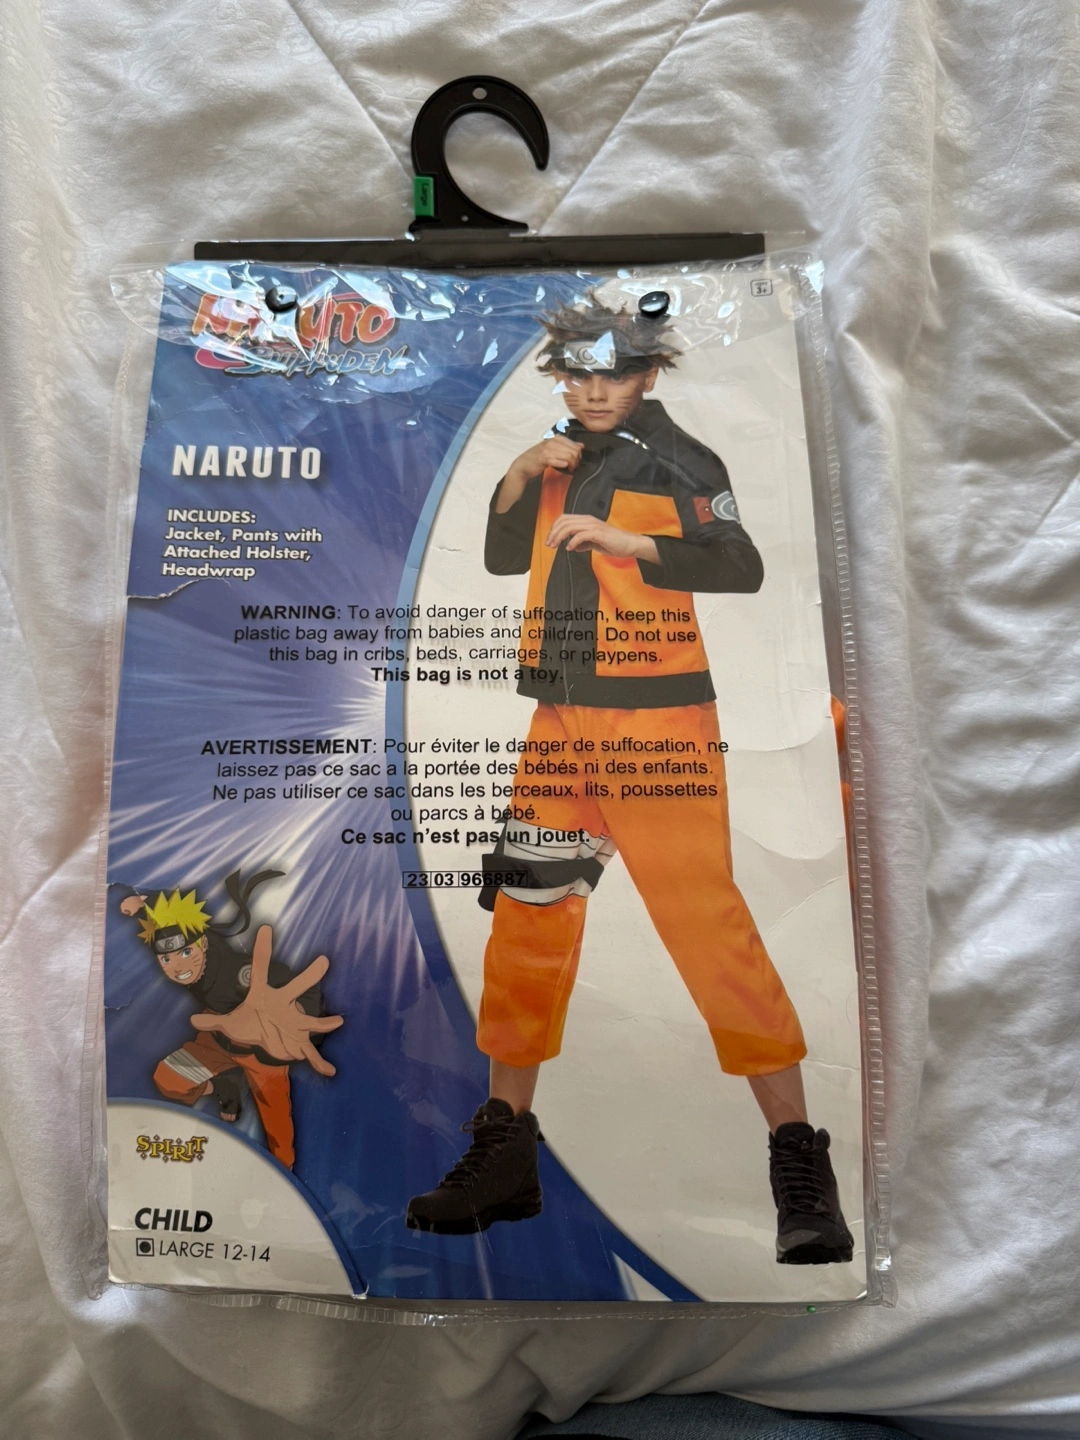 Large
3+
NARUTO
SHIPPUDEN
NARUTO
INCLUDES:
Jacket, Pants with
Attached Holster,
Headwrap
WARNING: To avoid danger of suffocation, keep this
plastic bag away from babies and children. Do not use
this bag in cribs, beds, carriages, or playpens.
This bag is not a toy.
AVERTISSEMENT: Pour éviter le danger de suffocation, ne
laissez pas ce sac a la portée des bébés ni des enfants.
Ne pas utiliser ce sac dans les berceaux, lits, poussettes
ou parcs à bébé.
Ce sac n'est pas un jouet.
23 03 966887
SPIRIT
CHILD
LARGE 12-14